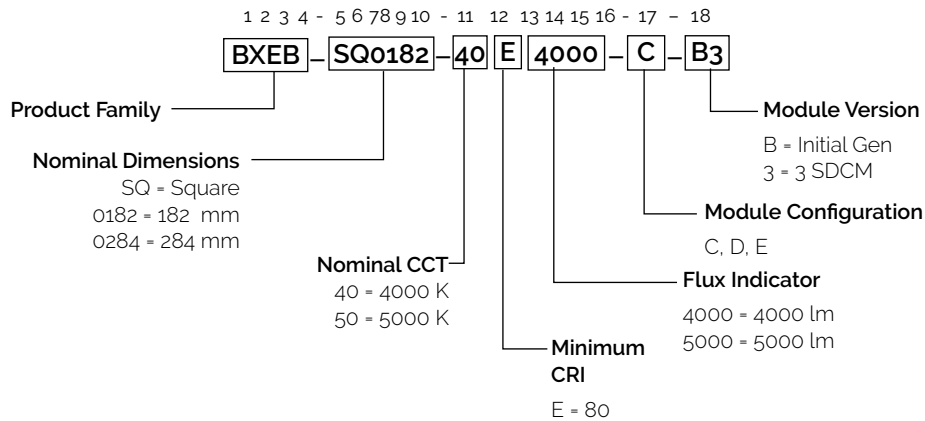 1 2 3 4 - 5 6 78 9 10 - 11 12 13 14 15 16 - 17 - 18
BXEB – SQ0182 – 40 E 4000 – C – B3
Product Family
Nominal Dimensions
SQ = Square
0182 = 182 mm
0284 = 284 mm
Nominal CCT
40 = 4000 K
50 = 5000 K
Minimum
CRI
E = 80
Flux Indicator
4000 = 4000 lm
5000 = 5000 lm
Module Configuration
C, D, E
Module Version
B = Initial Gen
3 = 3 SDCM